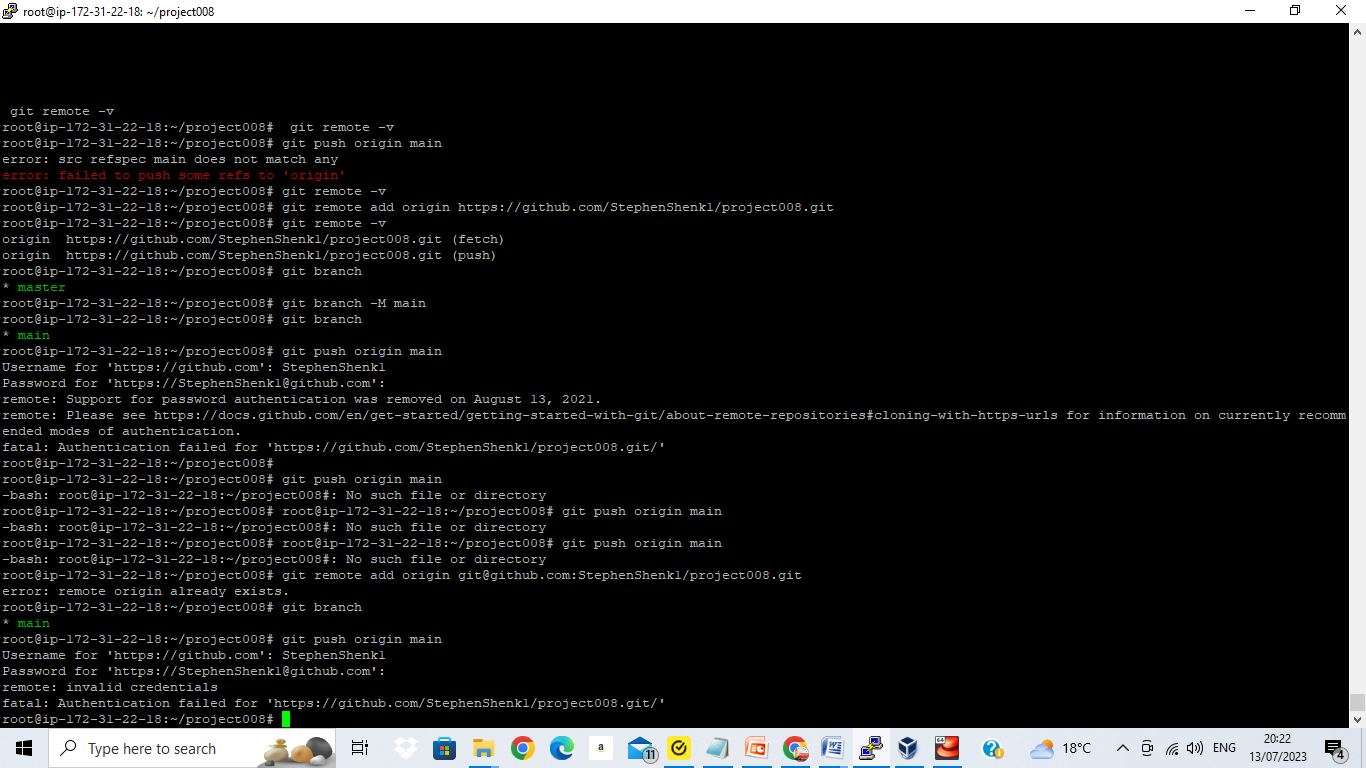 root@ip-172-31-22-18: ~/project008
git remote -v
root@ip-172-31-22-18:~/project008#  git remote -v
root@ip-172-31-22-18:~/project008# git push origin main
error: src refspec main does not match any
error: failed to push some refs to 'origin'
root@ip-172-31-22-18:~/project008# git remote -v
root@ip-172-31-22-18:~/project008# git remote add origin https://github.com/StephenShenk1/project008.git
root@ip-172-31-22-18:~/project008# git remote -v
origin  https://github.com/StephenShenk1/project008.git (fetch)
origin  https://github.com/StephenShenk1/project008.git (push)
root@ip-172-31-22-18:~/project008# git branch
* master
root@ip-172-31-22-18:~/project008# git branch -M main
root@ip-172-31-22-18:~/project008# git branch
* main
root@ip-172-31-22-18:~/project008# git push origin main
Username for 'https://github.com': StephenShenk1
Password for 'https://StephenShenk1@github.com':
remote: Support for password authentication was removed on August 13, 2021.
remote: Please see https://docs.github.com/en/get-started/getting-started-with-git/about-remote-repositories#cloning-with-https-urls for information on currently recomm
ended modes of authentication.
fatal: Authentication failed for 'https://github.com/StephenShenk1/project008.git/'
root@ip-172-31-22-18:~/project008#
root@ip-172-31-22-18:~/project008# git push origin main
-bash: root@ip-172-31-22-18:~/project008#: No such file or directory
root@ip-172-31-22-18:~/project008# root@ip-172-31-22-18:~/project008# git push origin main
-bash: root@ip-172-31-22-18:~/project008#: No such file or directory
root@ip-172-31-22-18:~/project008# root@ip-172-31-22-18:~/project008# git push origin main
-bash: root@ip-172-31-22-18:~/project008#: No such file or directory
root@ip-172-31-22-18:~/project008# git remote add origin git@github.com:StephenShenk1/project008.git
error: remote origin already exists.
root@ip-172-31-22-18:~/project008# git branch
* main
root@ip-172-31-22-18:~/project008# git push origin main
Username for 'https://github.com': StephenShenk1
Password for 'https://StephenShenk1@github.com':
remote: invalid credentials
fatal: Authentication failed for 'https://github.com/StephenShenk1/project008.git/'
root@ip-172-31-22-18:~/project008#
Type here to search
a
11
64
18°C
ENG
20:22
13/07/2023
4